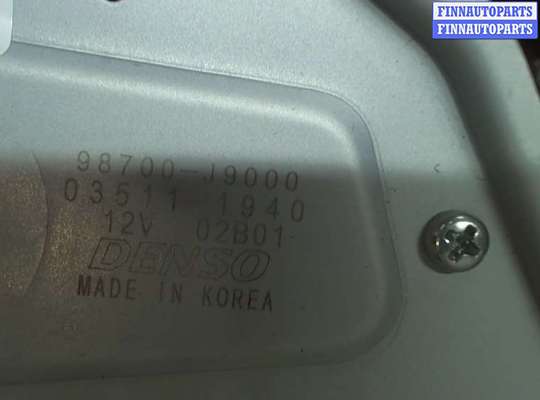 FINNAUTOPARTS
FINNAUTOPARTS
98700-J9000
03511-1940
12V 02B01
DENSO
MADE IN KOREA